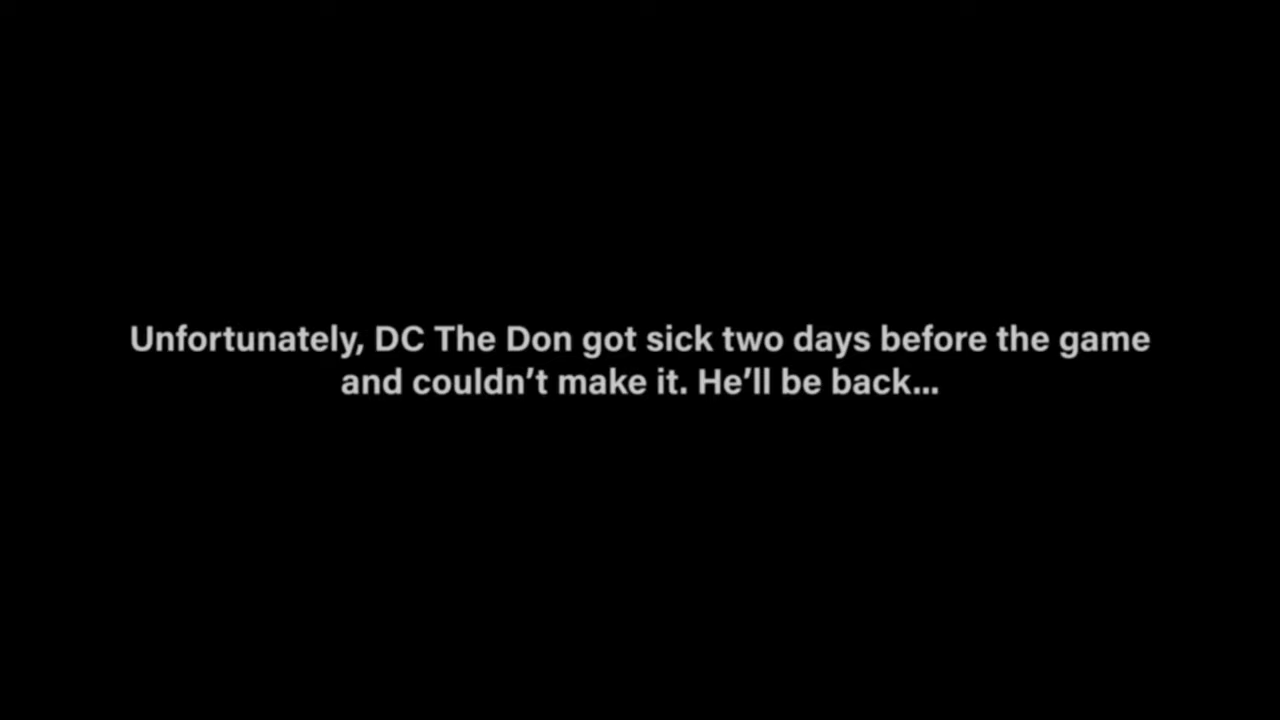 Unfortunately, DC The Don got sick two days before the game
and couldn’t make it. He’ll be back...